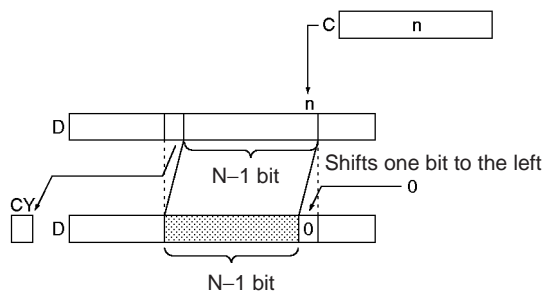 C n
n
D
N–1 bit
Shifts one bit to the left
0
CY
D 0
N–1 bit